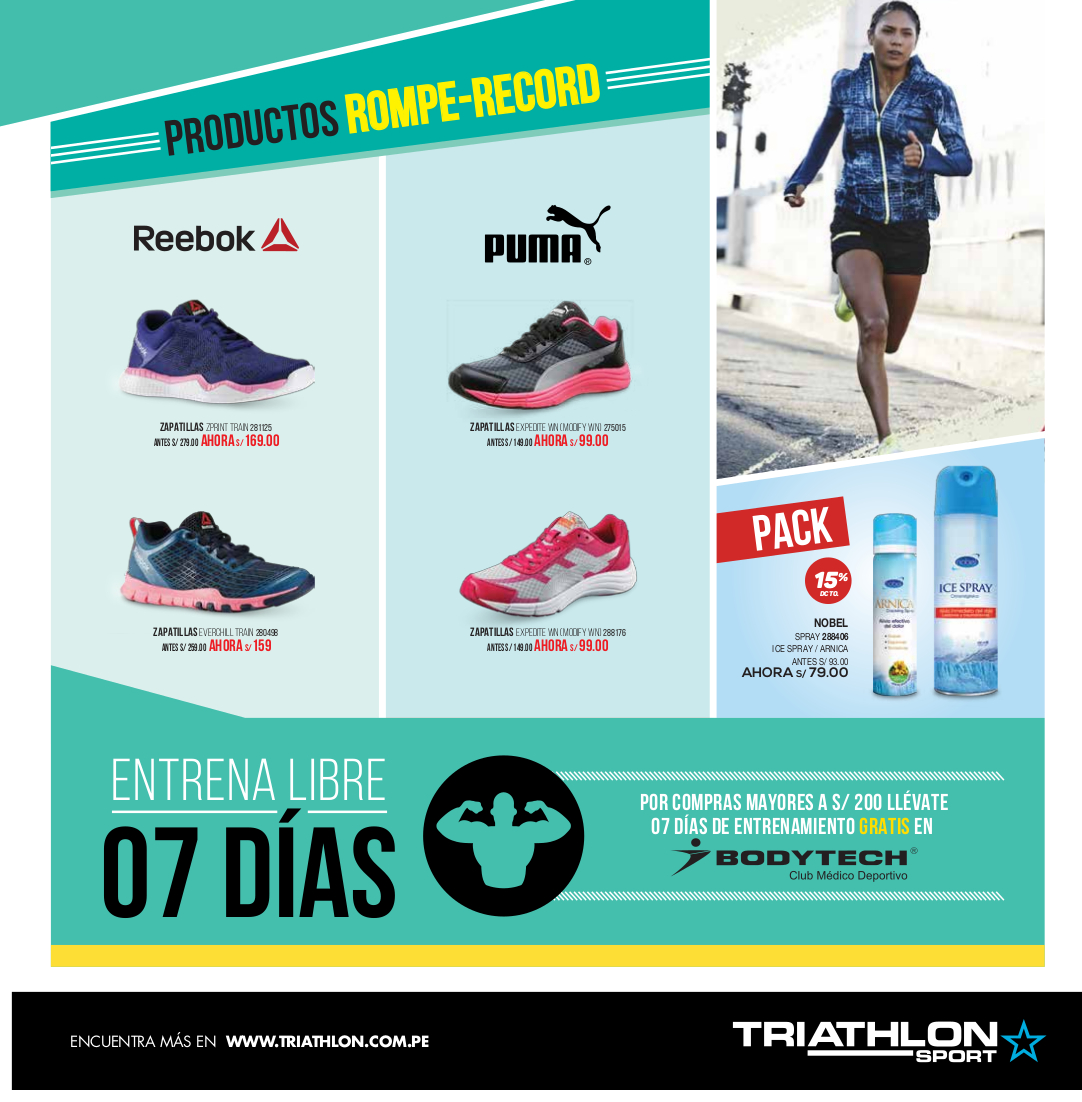 PRODUCTOS ROMPE-RECORD
Reebok
ZAPATILLAS ZPRINT TRAIN 281125
ANTES S/ 279.00 AHORA S/ 169.00
ZAPATILLAS EVERCHILL TRAIN 280498
ANTES S/ 259.00 AHORA S/ 159
PUMA®
ZAPATILLAS EXPEDITE WN (MODIFY WN) 275015
ANTES S/ 149.00 AHORA S/ 99.00
ZAPATILLAS EXPEDITE WN (MODIFY WN) 288176
ANTES S/ 149.00 AHORA S/ 99.00
PACK
15%
DCTO.
NOBEL
SPRAY 288406
ICE SPRAY / ARNICA
ANTES S/ 93.00
AHORA S/ 79.00
ARNICA
Alivio efectivo
del dolor
ICE SPRAY
ENTRENA LIBRE
07 DÍAS
POR COMPRAS MAYORES A S/ 200 LLÉVATE
07 DÍAS DE ENTRENAMIENTO GRATIS EN
BODYTECH®
Club Médico Deportivo
ENCUENTRA MÁS EN WWW.TRIATHLON.COM.PE
TRIATHLON
SPORT